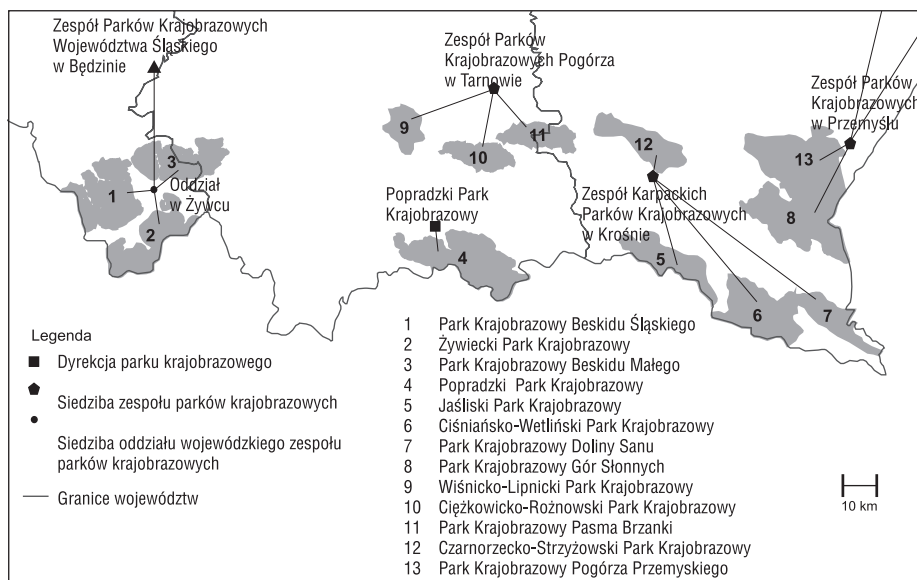 Zespół Parków Krajobrazowych
Województwa Śląskiego
w Będzinie
Zespół Parków
Krajobrazowych Pogórza
w Tarnowie
Zespół Parków
Krajobrazowych
w Przemyślu
9
11
10
12
13
3
1
Oddział
w Żywcu
2
Popradzki Park
Krajobrazowy
4
Zespół Karpackich
Parków Krajobrazowych
w Krośnie
8
5
6
7
Legenda
Dyrekcja parku krajobrazowego
Siedziba zespołu parków krajobrazowych
Siedziba oddziału wojewódzkiego zespołu
parków krajobrazowych
Granice województw
1 Park Krajobrazowy Beskidu Śląskiego
2 Żywiecki Park Krajobrazowy
3 Park Krajobrazowy Beskidu Małego
4 Popradzki Park Krajobrazowy
5 Jaśliski Park Krajobrazowy
6 Ciśniańsko-Wetliński Park Krajobrazowy
7 Park Krajobrazowy Doliny Sanu
8 Park Krajobrazowy Gór Słonnych
9 Wiśnicko-Lipnicki Park Krajobrazowy
10 Ciężkowicko-Rożnowski Park Krajobrazowy
11 Park Krajobrazowy Pasma Brzanki
12 Czarnorzecko-Strzyżowski Park Krajobrazowy
13 Park Krajobrazowy Pogórza Przemyskiego
10 km